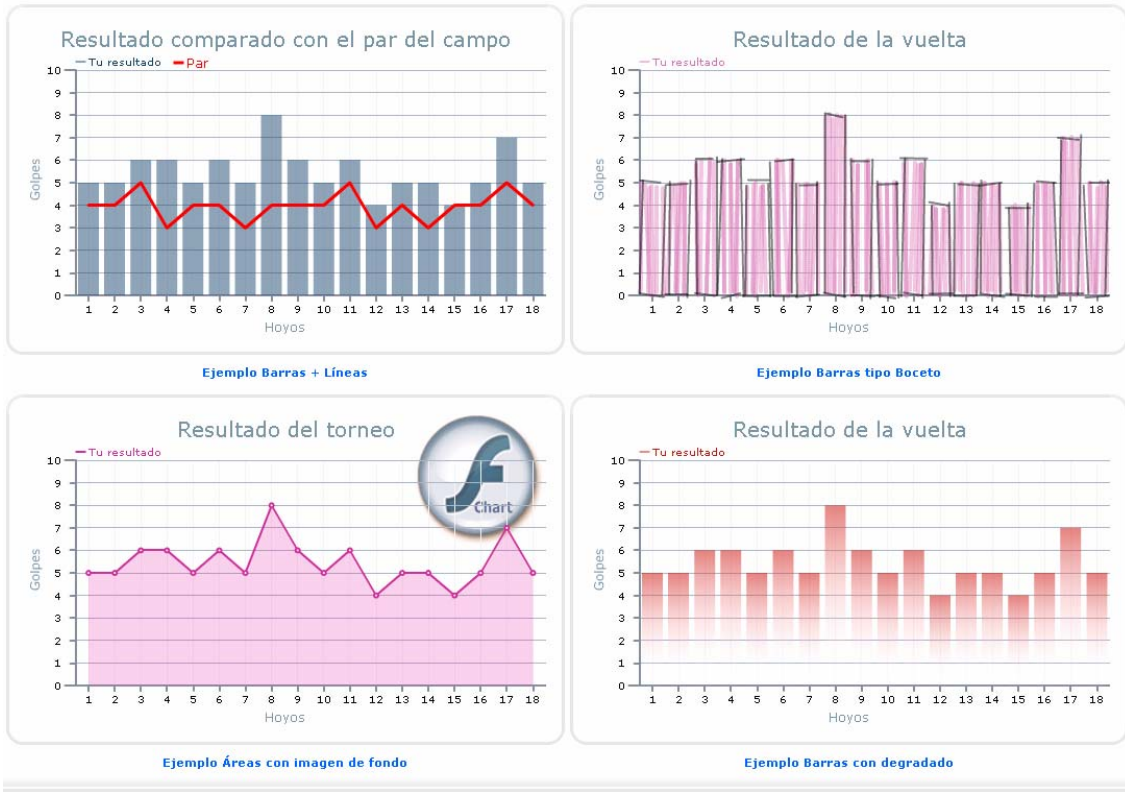 Resultado comparado con el par del campo
Tu resultado Par
10
9
8
7
6
5
4
3
2
1
0
Golpes
1 2 3 4 5 6 7 8 9 10 11 12 13 14 15 16 17 18
Hoyos
Ejemplo Barras + Líneas
Resultado de la vuelta
Tu resultado
10
9
8
7
6
5
4
3
2
1
0
Golpes
1 2 3 4 5 6 7 8 9 10 11 12 13 14 15 16 17 18
Hoyos
Ejemplo Barras tipo Boceto
Resultado del torneo
Tu resultado
Chart
10
9
8
7
6
5
4
3
2
1
0
Golpes
1 2 3 4 5 6 7 8 9 10 11 12 13 14 15 16 17 18
Hoyos
Ejemplo Áreas con imagen de fondo
Resultado de la vuelta
Tu resultado
10
9
8
7
6
5
4
3
2
1
0
Golpes
1 2 3 4 5 6 7 8 9 10 11 12 13 14 15 16 17 18
Hoyos
Ejemplo Barras con degradado